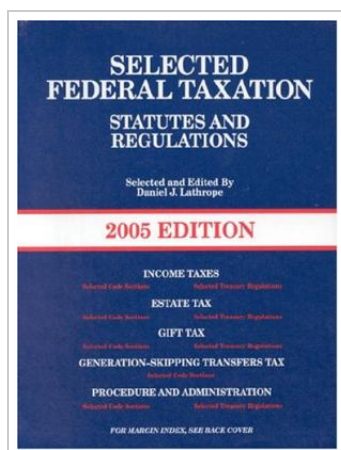 SELECTED
FEDERAL TAXATION
STATUTES AND
REGULATIONS
Selected and Edited By
Daniel J. Lathrope
2005 EDITION
INCOME TAXES
Selected Code Sections Selected Treasury Regulations
ESTATE TAX
Selected Code Sections Selected Treasury Regulations
GIFT TAX
Selected Code Sections Selected Treasury Regulations
GENERATION-SKIPPING TRANSFERS TAX
Selected Code Sections
PROCEDURE AND ADMINISTRATION
Selected Code Sections Selected Treasury Regulations
FOR MARGIN INDEX, SEE BACK COVER